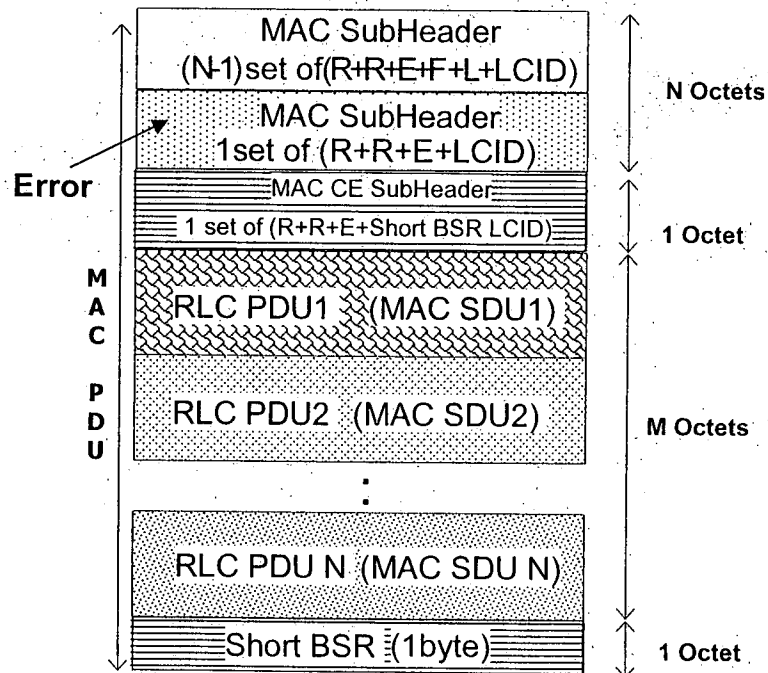 MAC SubHeader
(N-1) set of (R+R+E+F+L+LCID)
N Octets
MAC SubHeader
1set of (R+R+E+LCID)
Error
MAC CE SubHeader
1 set of (R+R+E+Short BSR LCID)
1 Octet
MAC PDU
RLC PDU1 (MAC SDU1)
RLC PDU2 (MAC SDU2)
M Octets
:
RLC PDU N (MAC SDU N)
Short BSR (1byte)
1 Octet